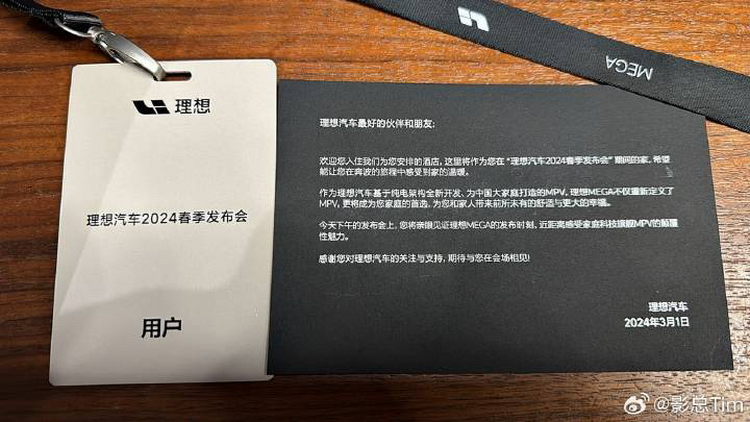 MEGA
理想
理想汽车2024春季发布会
用户
理想汽车最好的伙伴和朋友:
欢迎您入住我们为您安排的酒店,这里将作为您在“理想汽车2024春季发布会”期间的家,希望
能让您在奔波的旅程中感受到家的温暖。
作为理想汽车基于纯电架构全新开发、为中国大家庭打造的MPV,理想MEGA不仅重新定义了
MPV,更将成为您家庭的首选,为您和家人带来前所未有的舒适与更大的幸福。
今天下午的发布会上,您将亲眼见证理想MEGA的发布时刻,近距离感受家庭科技旗舰MPV的颠覆
性魅力。
感谢您对理想汽车的关注与支持,期待与您在会场相见!
理想汽车
2024年3月1日
@影总Tim